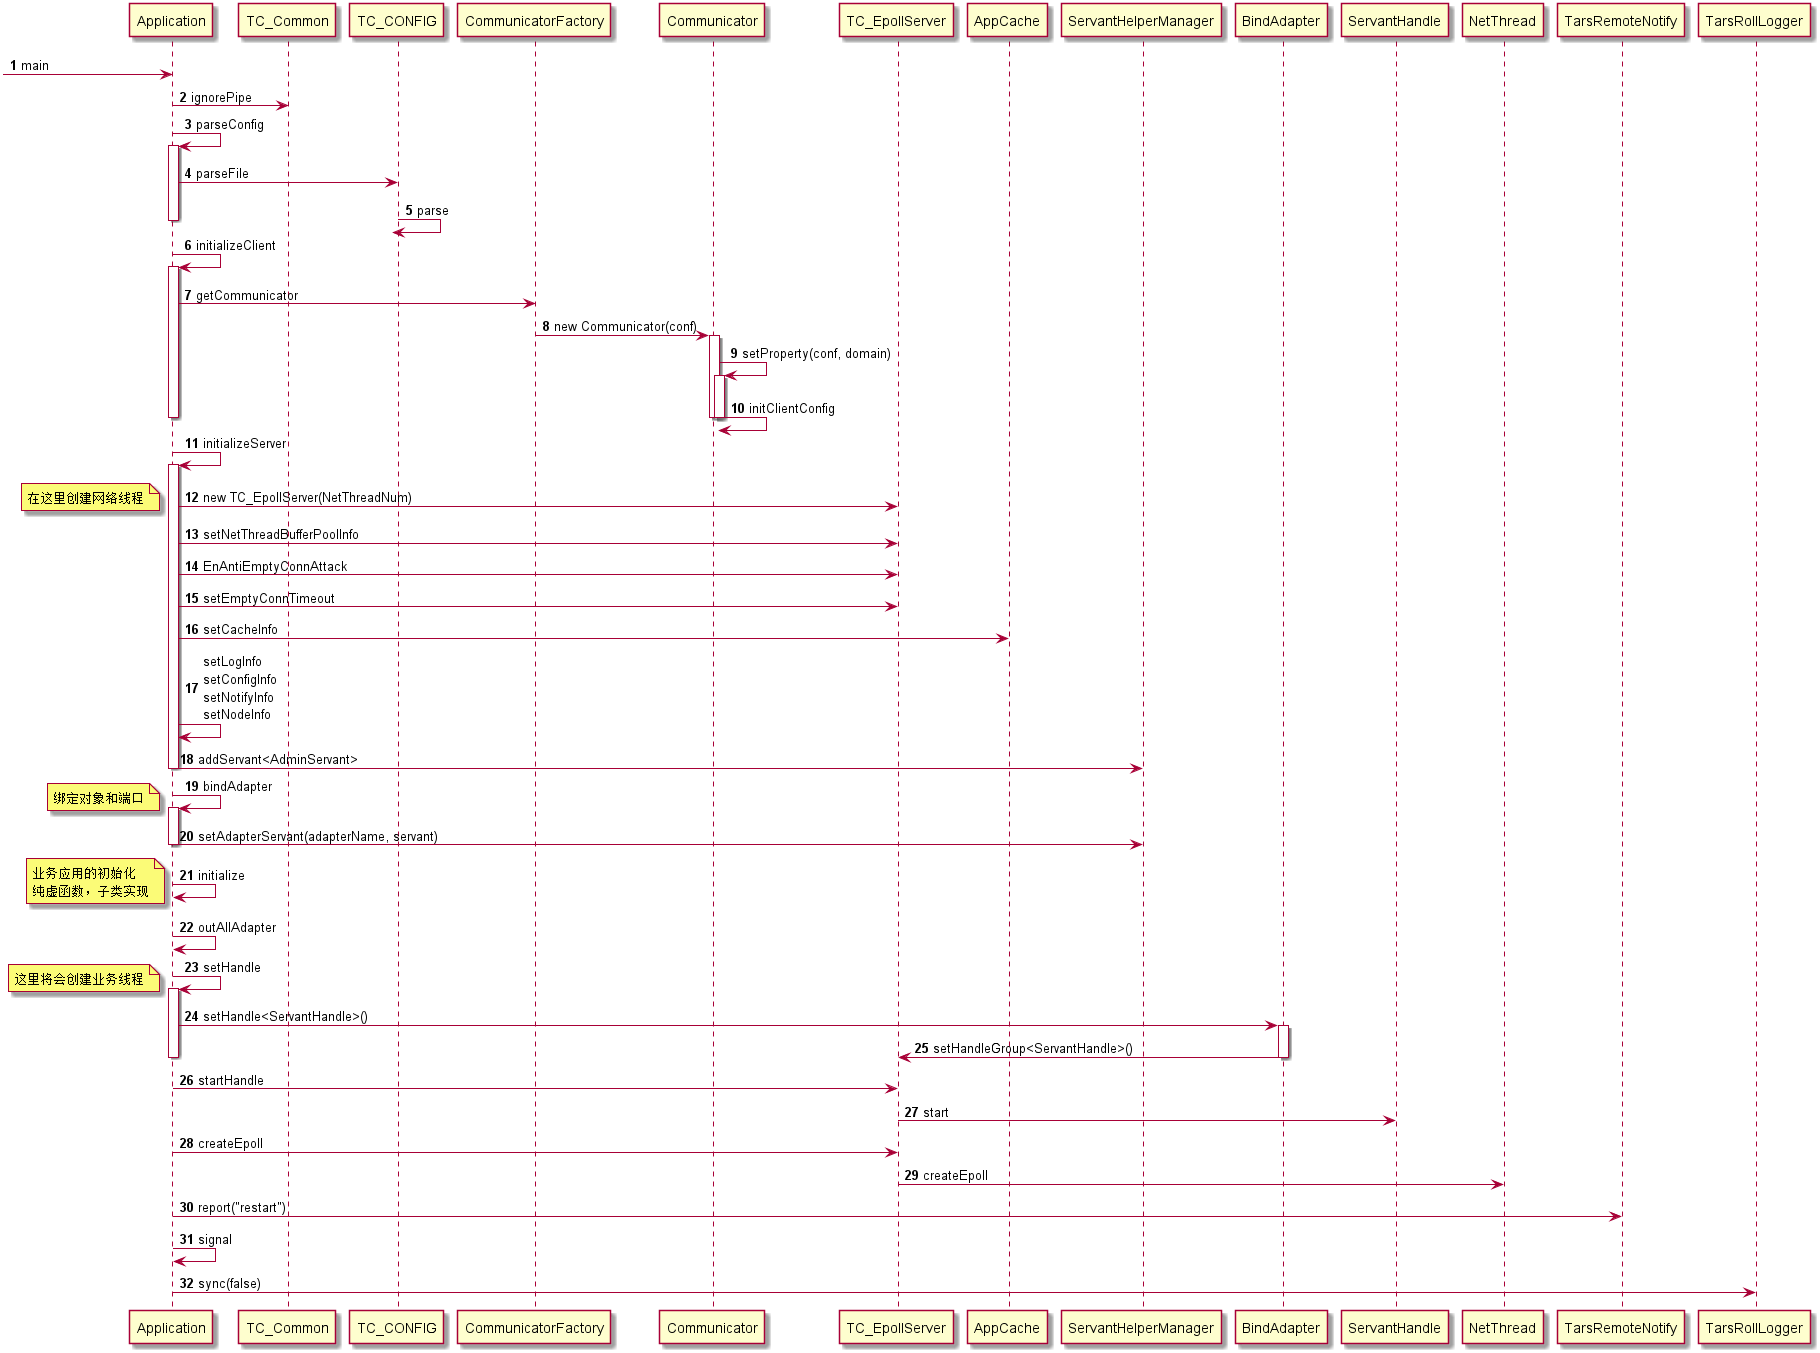 Application TC_Common TC_CONFIG CommunicatorFactory Communicator TC_EpollServer AppCache ServantHelperManager BindAdapter ServantHandle NetThread TarsRemoteNotify TarsRollLogger
1 main
2 ignorePipe
3 parseConfig
4 parseFile
5 parse
6 initializeClient
7 getCommunicator
8 new Communicator(conf)
9 setProperty(conf, domain)
10 initClientConfig
11 initializeServer
在这里创建网络线程
12 new TC_EpollServer(NetThreadNum)
13 setNetThreadBufferPoolInfo
14 EnAntiEmptyConnAttack
15 setEmptyConnTimeout
16 setCacheInfo
17 setLogInfo
setConfigInfo
setNotifyInfo
setNodeInfo
18 addServant<AdminServant>
绑定对象和端口
19 bindAdapter
20 setAdapterServant(adapterName, servant)
业务应用的初始化
纯虚函数，子类实现
21 initialize
22 outAllAdapter
这里将会创建业务线程
23 setHandle
24 setHandle<ServantHandle>()
25 setHandleGroup<ServantHandle>()
26 startHandle
27 start
28 createEpoll
29 createEpoll
30 report("restart")
31 signal
32 sync(false)
Application TC_Common TC_CONFIG CommunicatorFactory Communicator TC_EpollServer AppCache ServantHelperManager BindAdapter ServantHandle NetThread TarsRemoteNotify TarsRollLogger